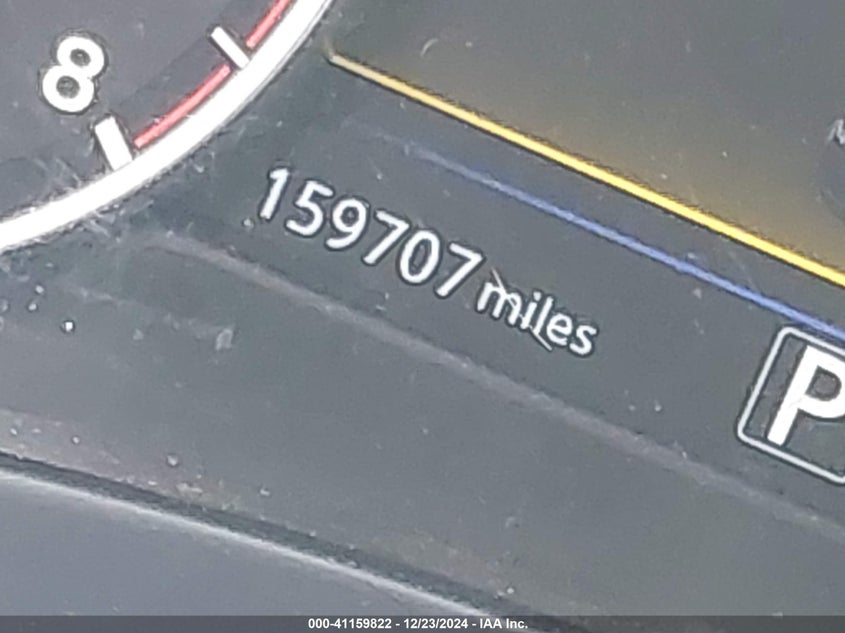 8
159707 miles
P
000-41159822 - 12/23/2024 - IAA Inc.